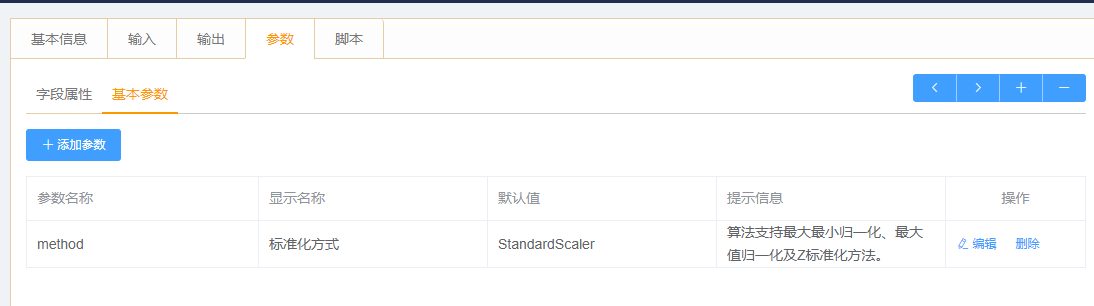 基本信息 输入 输出 参数 脚本
字段属性 基本参数
添加参数
参数名称 显示名称 默认值 提示信息 操作
method 标准化方式 StandardScaler 算法支持最大最小归一化、最大
值归一化及Z标准化方法。 编辑 删除